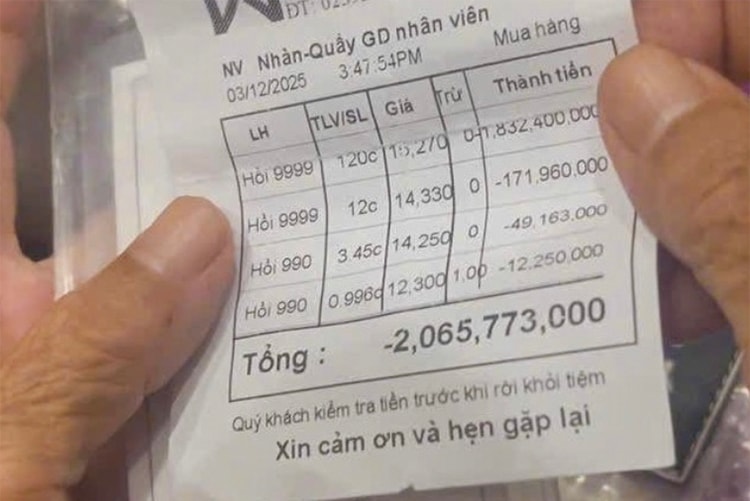 ĐT: 02
NV Nhàn-Quầy GD nhân viên
03/12/2025 3:47:54PM Mua hàng
LH TLV/SL Giá Trừ Thành tiền
Hồi 9999 120c 15,270 0 -1,832,400,000
Hồi 9999 12c 14,330 0 -171,960,000
Hồi 990 3.45c 14,250 0 -49,163,000
Hồi 990 0.996c 12,300 1,00 -12,250,000
Tổng : -2,065,773,000
Quý khách kiểm tra tiền trước khi rời khỏi tiệm
Xin cảm ơn và hẹn gặp lại